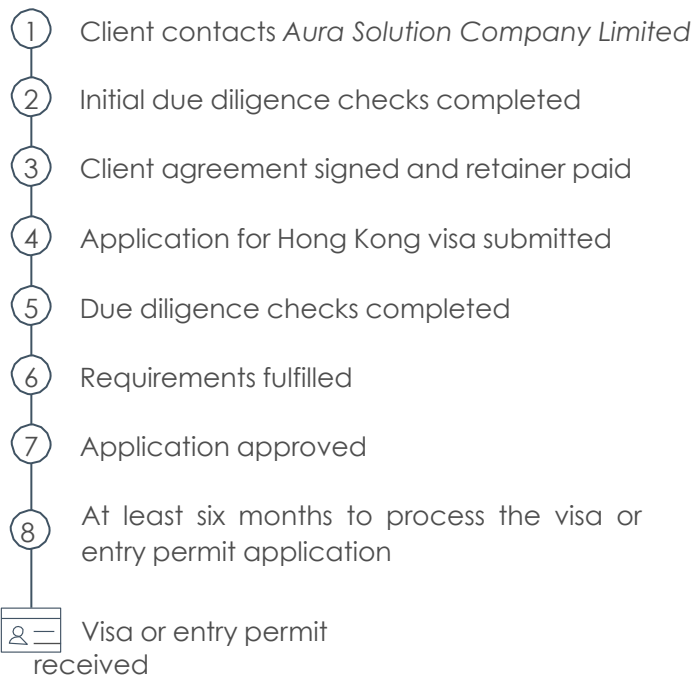 1 Client contacts Aura Solution Company Limited
2 Initial due diligence checks completed
3 Client agreement signed and retainer paid
4 Application for Hong Kong visa submitted
5 Due diligence checks completed
6 Requirements fulfilled
7 Application approved
8 At least six months to process the visa or
entry permit application
Visa or entry permit
received